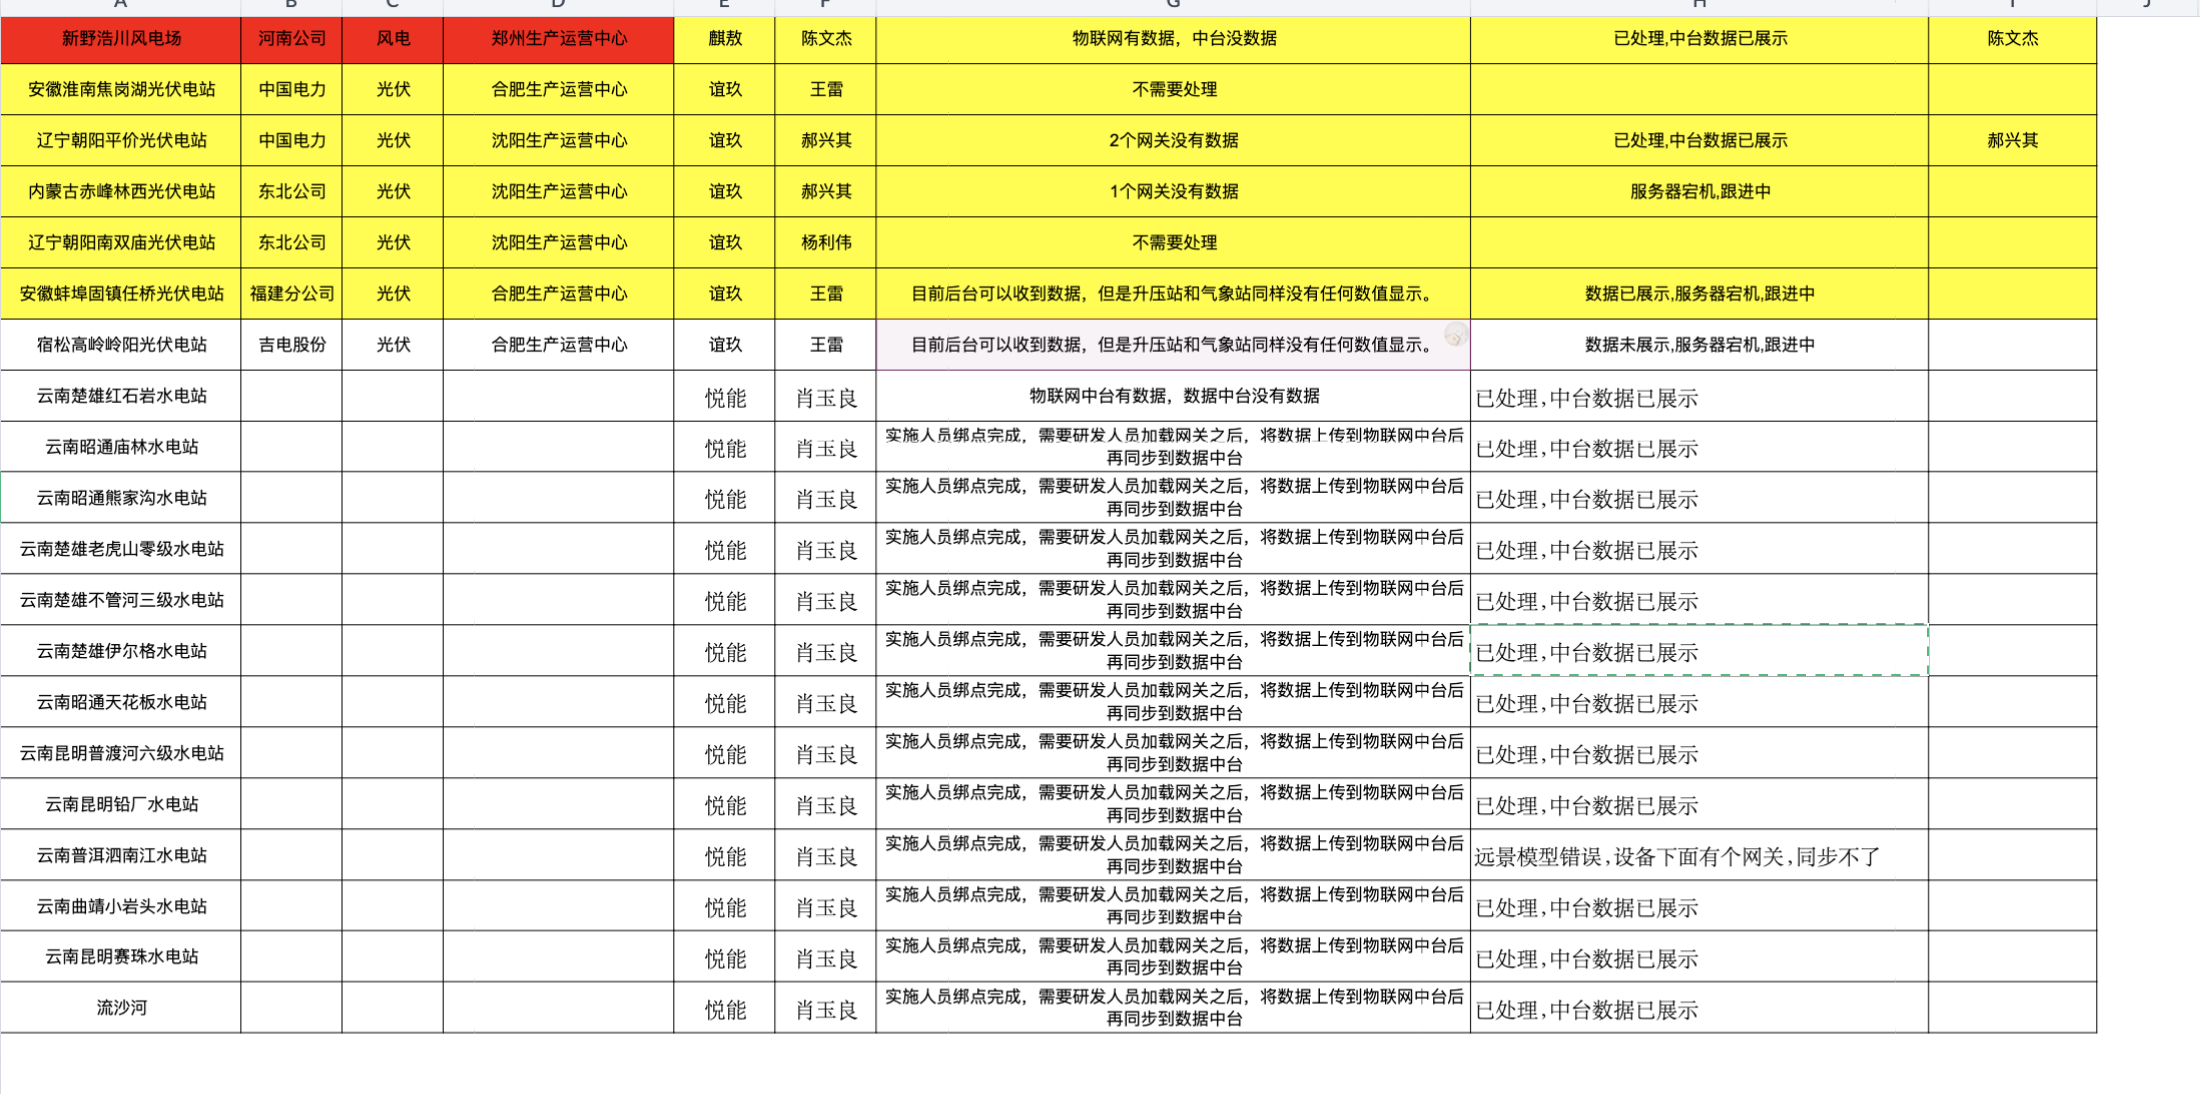 A B C D E F G H I J
新野浩川风电场 河南公司 风电 郑州生产运营中心 麒敖 陈文杰 物联网有数据，中台没数据 已处理,中台数据已展示 陈文杰
安徽淮南焦岗湖光伏电站 中国电力 光伏 合肥生产运营中心 谊玖 王雷 不需要处理
辽宁朝阳平价光伏电站 中国电力 光伏 沈阳生产运营中心 谊玖 郝兴其 2个网关没有数据 已处理,中台数据已展示 郝兴其
内蒙古赤峰林西光伏电站 东北公司 光伏 沈阳生产运营中心 谊玖 郝兴其 1个网关没有数据 服务器宕机,跟进中
辽宁朝阳南双庙光伏电站 东北公司 光伏 沈阳生产运营中心 谊玖 杨利伟 不需要处理
安徽蚌埠固镇任桥光伏电站 福建分公司 光伏 合肥生产运营中心 谊玖 王雷 目前后台可以收到数据，但是升压站和气象站同样没有任何数值显示。 数据已展示,服务器宕机,跟进中
宿松高岭岭阳光伏电站 吉电股份 光伏 合肥生产运营中心 谊玖 王雷 目前后台可以收到数据，但是升压站和气象站同样没有任何数值显示。 数据未展示,服务器宕机,跟进中
云南楚雄红石岩水电站 悦能 肖玉良 物联网中台有数据，数据中台没有数据 已处理,中台数据已展示
云南昭通庙林水电站 悦能 肖玉良 实施人员绑点完成，需要研发人员加载网关之后，将数据上传到物联网中台后 已处理,中台数据已展示
再同步到数据中台
云南昭通熊家沟水电站 悦能 肖玉良 实施人员绑点完成，需要研发人员加载网关之后，将数据上传到物联网中台后 已处理,中台数据已展示
再同步到数据中台
云南楚雄老虎山零级水电站 悦能 肖玉良 实施人员绑点完成，需要研发人员加载网关之后，将数据上传到物联网中台后 已处理,中台数据已展示
再同步到数据中台
云南楚雄不管河三级水电站 悦能 肖玉良 实施人员绑点完成，需要研发人员加载网关之后，将数据上传到物联网中台后 已处理,中台数据已展示
再同步到数据中台
云南楚雄伊尔格水电站 悦能 肖玉良 实施人员绑点完成，需要研发人员加载网关之后，将数据上传到物联网中台后 已处理,中台数据已展示
再同步到数据中台
云南昭通天花板水电站 悦能 肖玉良 实施人员绑点完成，需要研发人员加载网关之后，将数据上传到物联网中台后 已处理,中台数据已展示
再同步到数据中台
云南昆明普渡河六级水电站 悦能 肖玉良 实施人员绑点完成，需要研发人员加载网关之后，将数据上传到物联网中台后 已处理,中台数据已展示
再同步到数据中台
云南昆明铅厂水电站 悦能 肖玉良 实施人员绑点完成，需要研发人员加载网关之后，将数据上传到物联网中台后 已处理,中台数据已展示
再同步到数据中台
云南普洱泗南江水电站 悦能 肖玉良 实施人员绑点完成，需要研发人员加载网关之后，将数据上传到物联网中台后 远景模型错误,设备下面有个网关,同步不了
再同步到数据中台
云南曲靖小岩头水电站 悦能 肖玉良 实施人员绑点完成，需要研发人员加载网关之后，将数据上传到物联网中台后 已处理,中台数据已展示
再同步到数据中台
云南昆明赛珠水电站 悦能 肖玉良 实施人员绑点完成，需要研发人员加载网关之后，将数据上传到物联网中台后 已处理,中台数据已展示
再同步到数据中台
流沙河 悦能 肖玉良 实施人员绑点完成，需要研发人员加载网关之后，将数据上传到物联网中台后 已处理,中台数据已展示
再同步到数据中台